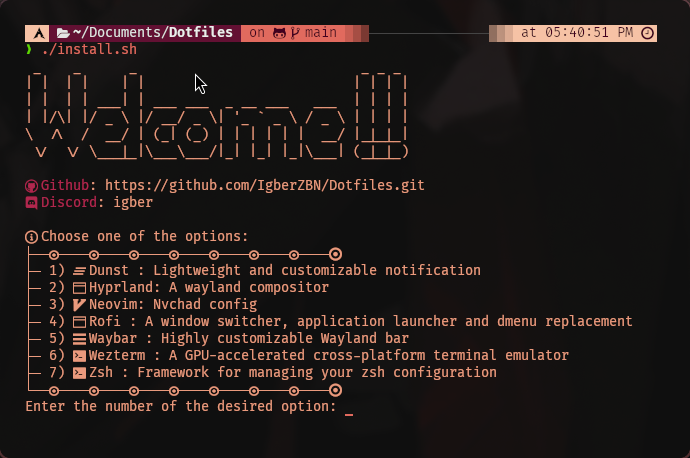 ~/Documents/Dotfiles on main at 05:40:51 PM
❯ ./install.sh
Welcome!!!
Github: https://github.com/IgberZBN/Dotfiles.git
Discord: igber
Choose one of the options:
1) Dunst : Lightweight and customizable notification
2) Hyprland: A wayland compositor
3) Neovim: Nvchad config
4) Rofi : A window switcher, application launcher and dmenu replacement
5) Waybar : Highly customizable Wayland bar
6) Wezterm : A GPU-accelerated cross-platform terminal emulator
7) Zsh : Framework for managing your zsh configuration
Enter the number of the desired option: _